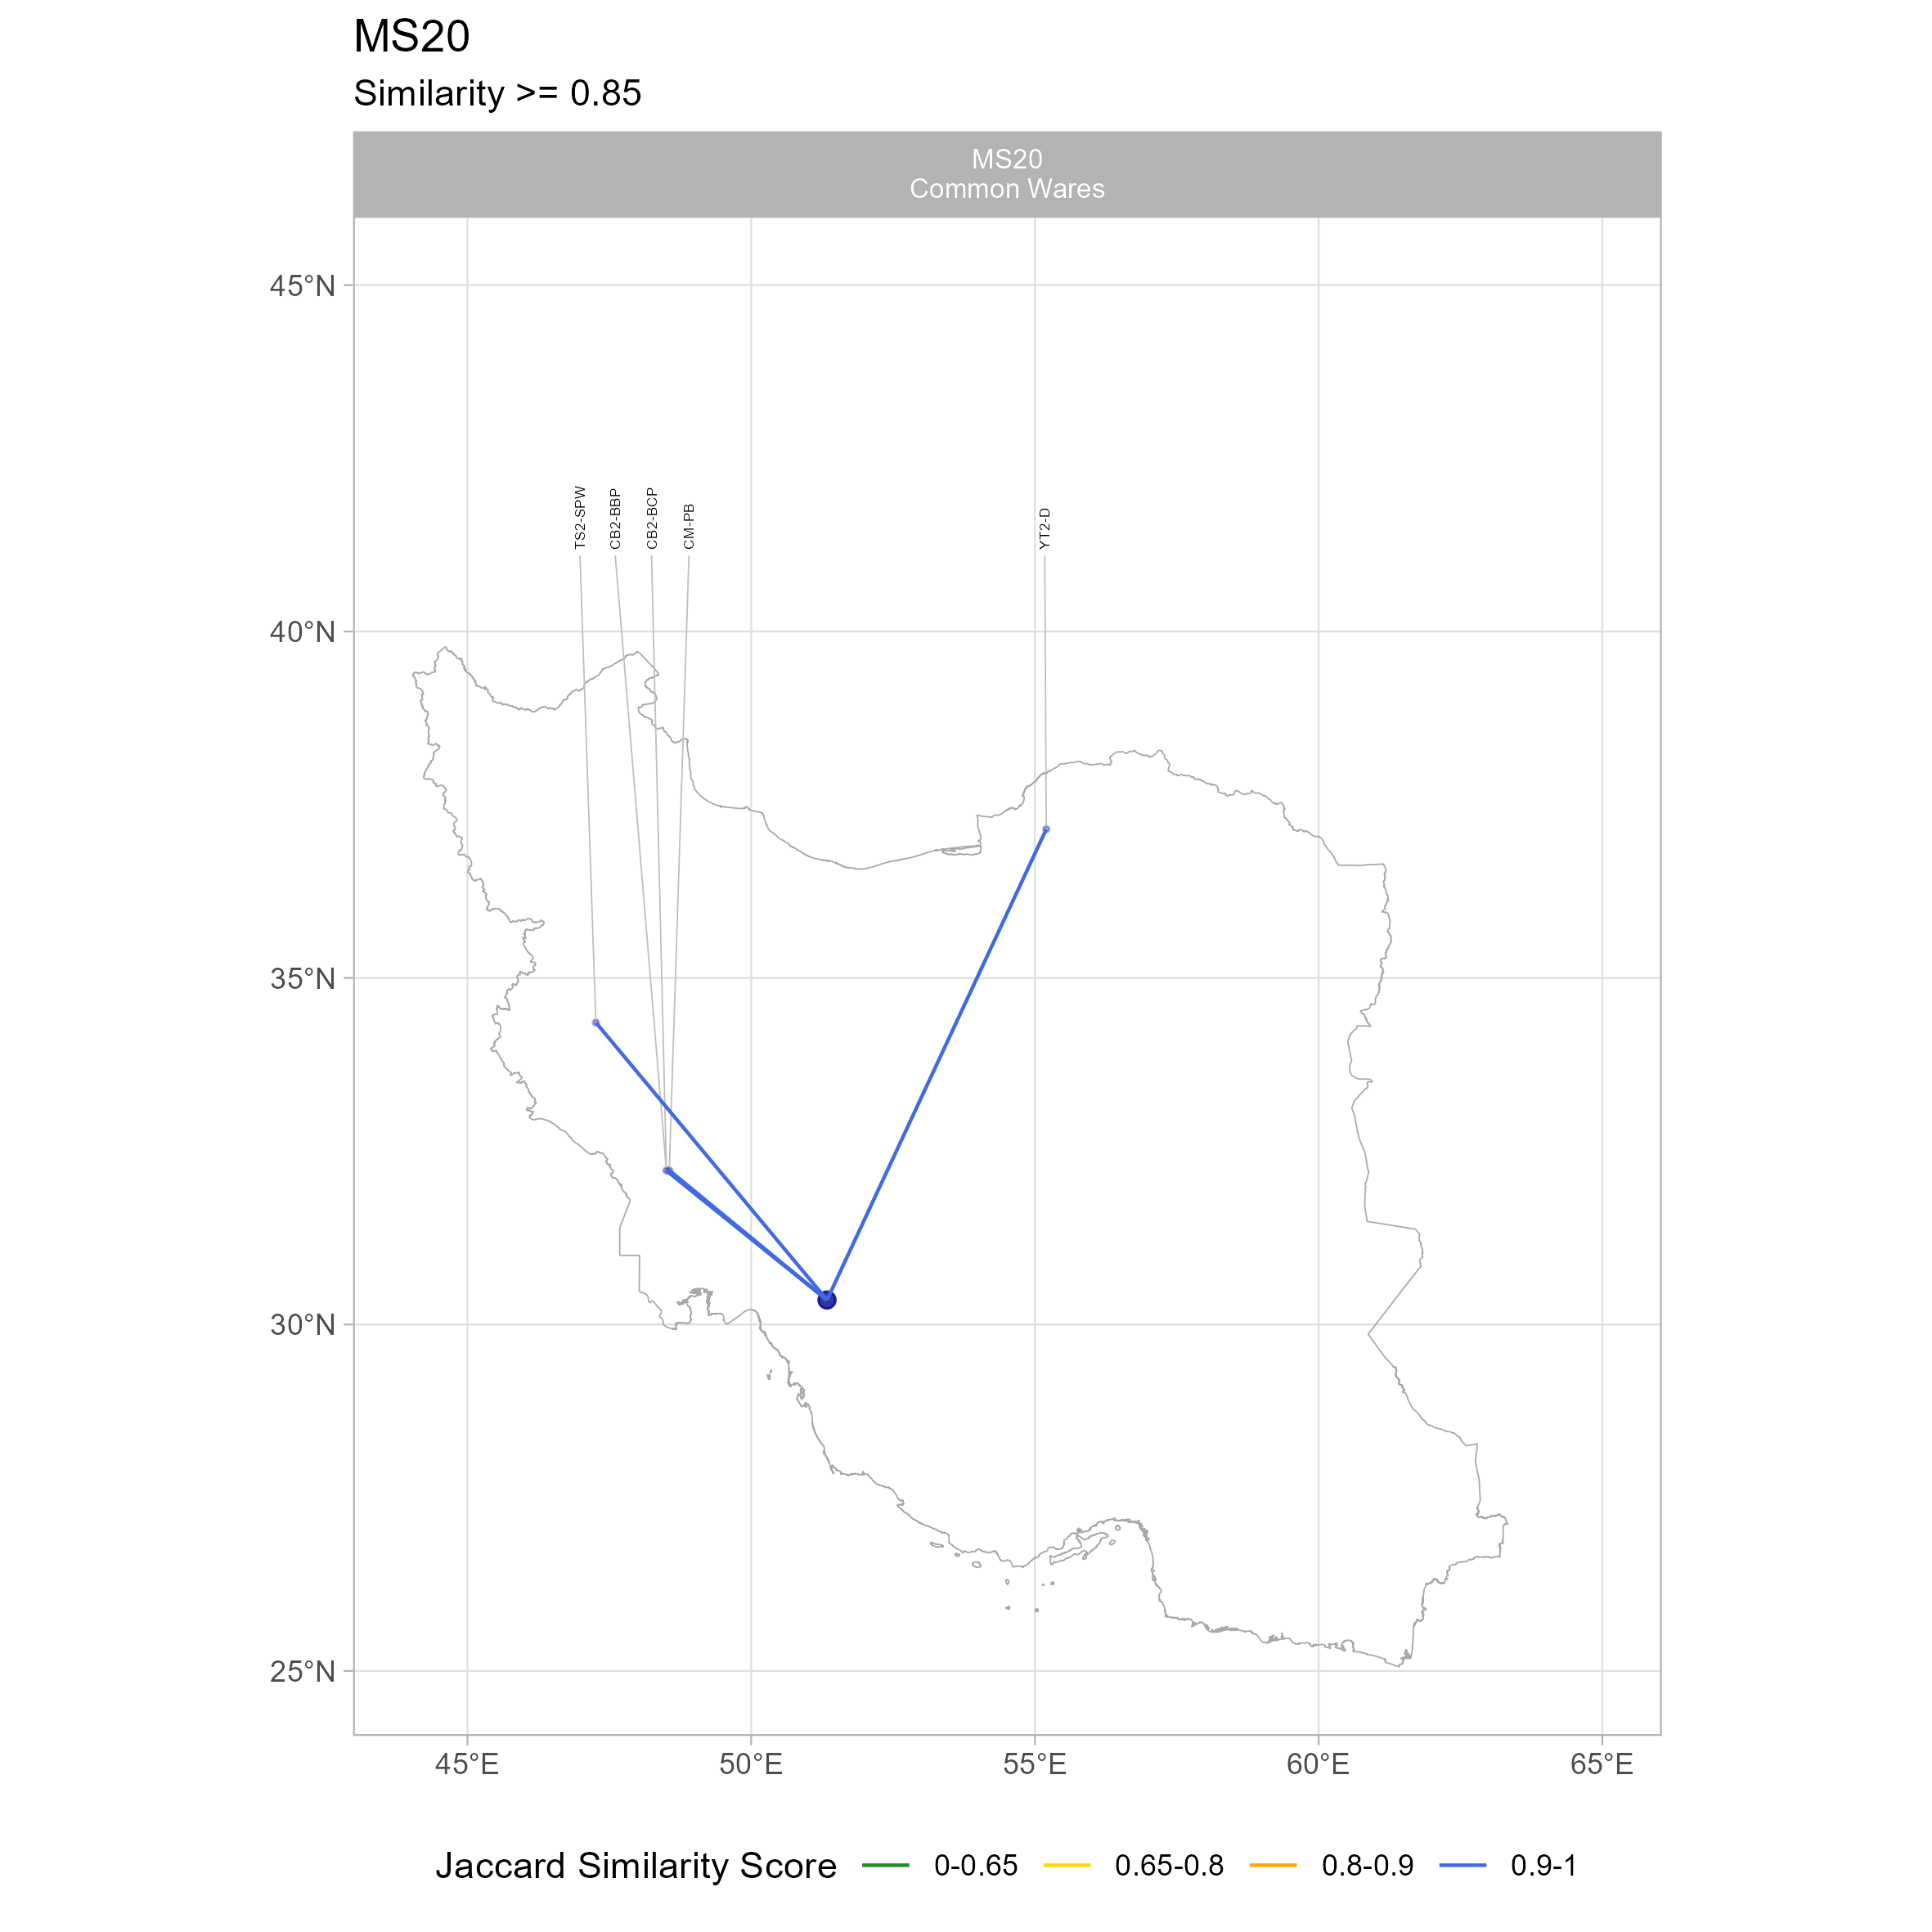 MS20
Similarity >= 0.85
MS20
Common Wares
45°N
40°N
35°N
30°N
25°N
TS2-SPW
CB2-BBP
CB2-BCP
CM-PB
YT2-D
45°E
50°E
55°E
60°E
65°E
Jaccard Similarity Score 0-0.65 0.65-0.8 0.8-0.9 0.9-1